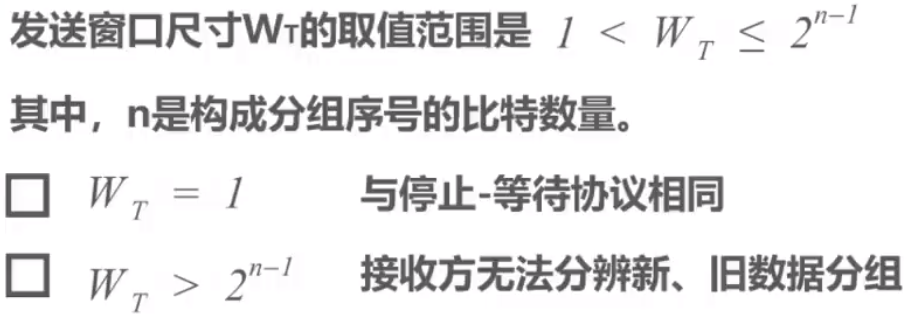 发送窗口尺寸WT的取值范围是 1 < W_T ≤ 2^{n-1}
其中，n是构成分组序号的比特数量。
□ W_T = 1 与停止-等待协议相同
□ W_T > 2^{n-1} 接收方无法分辨新、旧数据分组